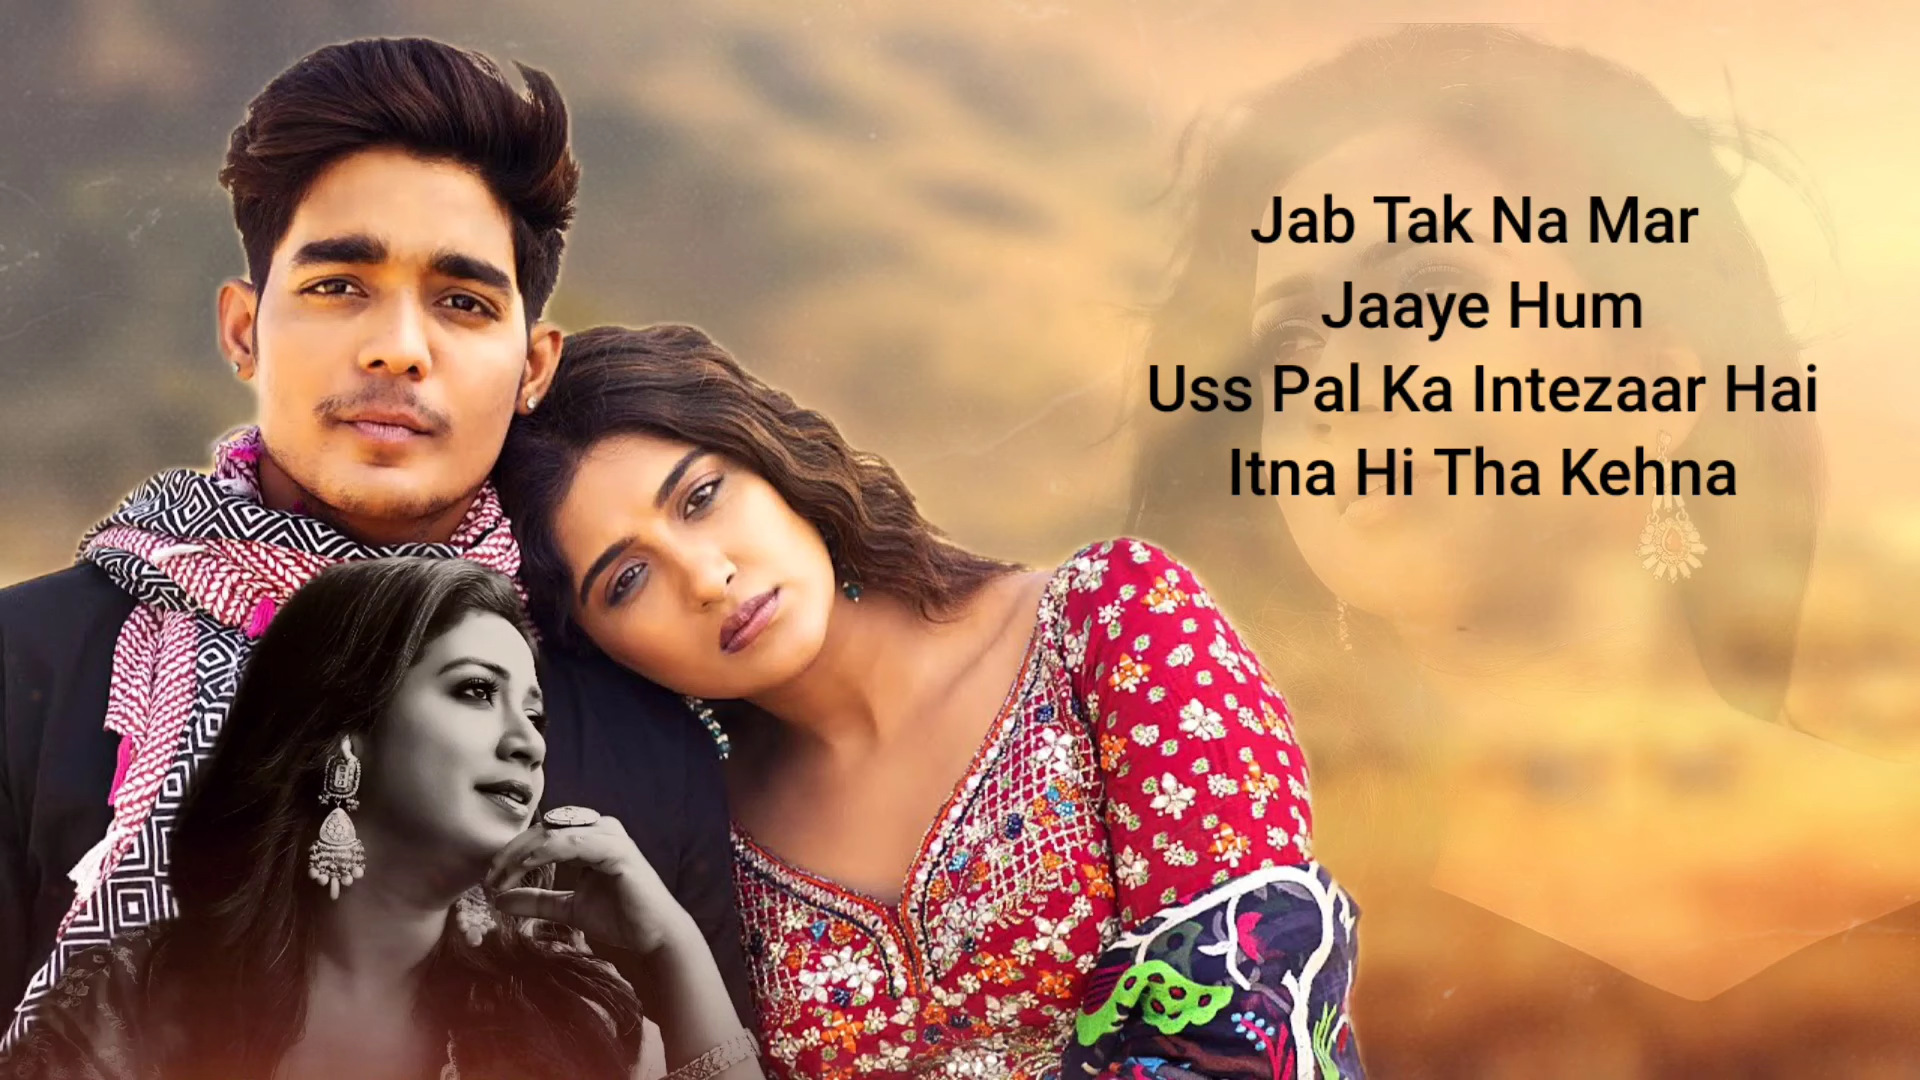 Jab Tak Na Mar
Jaaye Hum
Uss Pal Ka Intezaar Hai
Itna Hi Tha Kehna